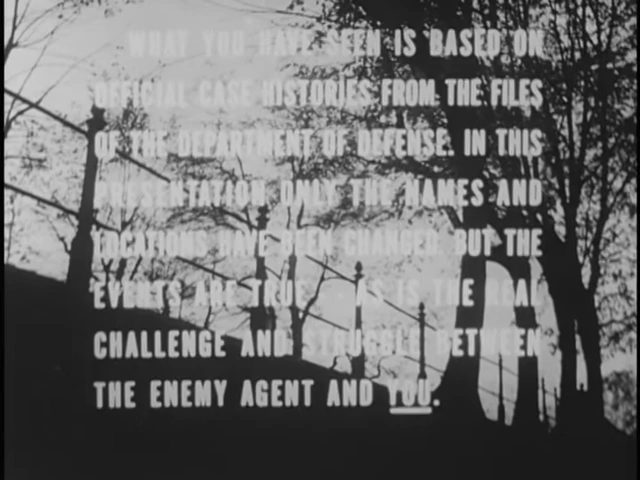 WHAT YOU HAVE SEEN IS BASED ON
OFFICIAL CASE HISTORIES FROM THE FILES
OF THE DEPARTMENT OF DEFENSE. IN THIS
PRESENTATION ONLY THE NAMES AND
LOCATIONS HAVE BEEN CHANGED. BUT THE
EVENTS ARE TRUE - AS IS THE REAL
CHALLENGE AND STRUGGLE BETWEEN
THE ENEMY AGENT AND YOU.